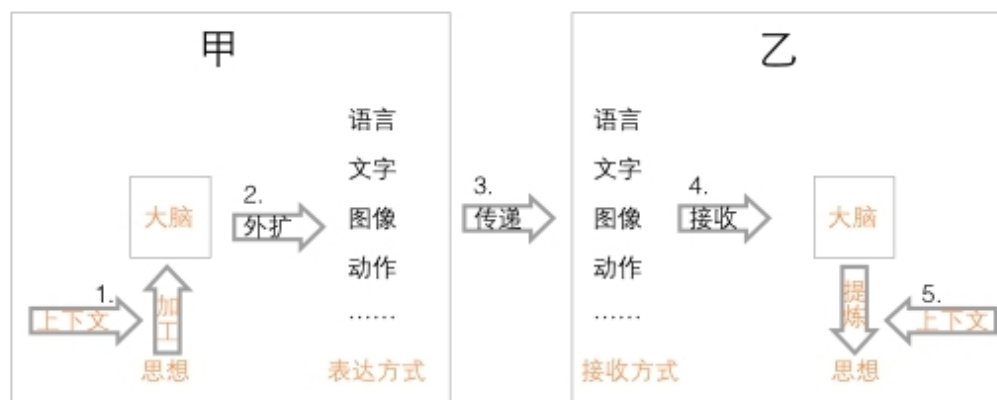 甲
语言
文字
图像
动作
……
表达方式
大脑
2.
外扩
1.
上下文
加工
思想
3.
传递
乙
语言
文字
图像
动作
……
接收方式
4.
接收
大脑
提炼
5.
上下文
思想